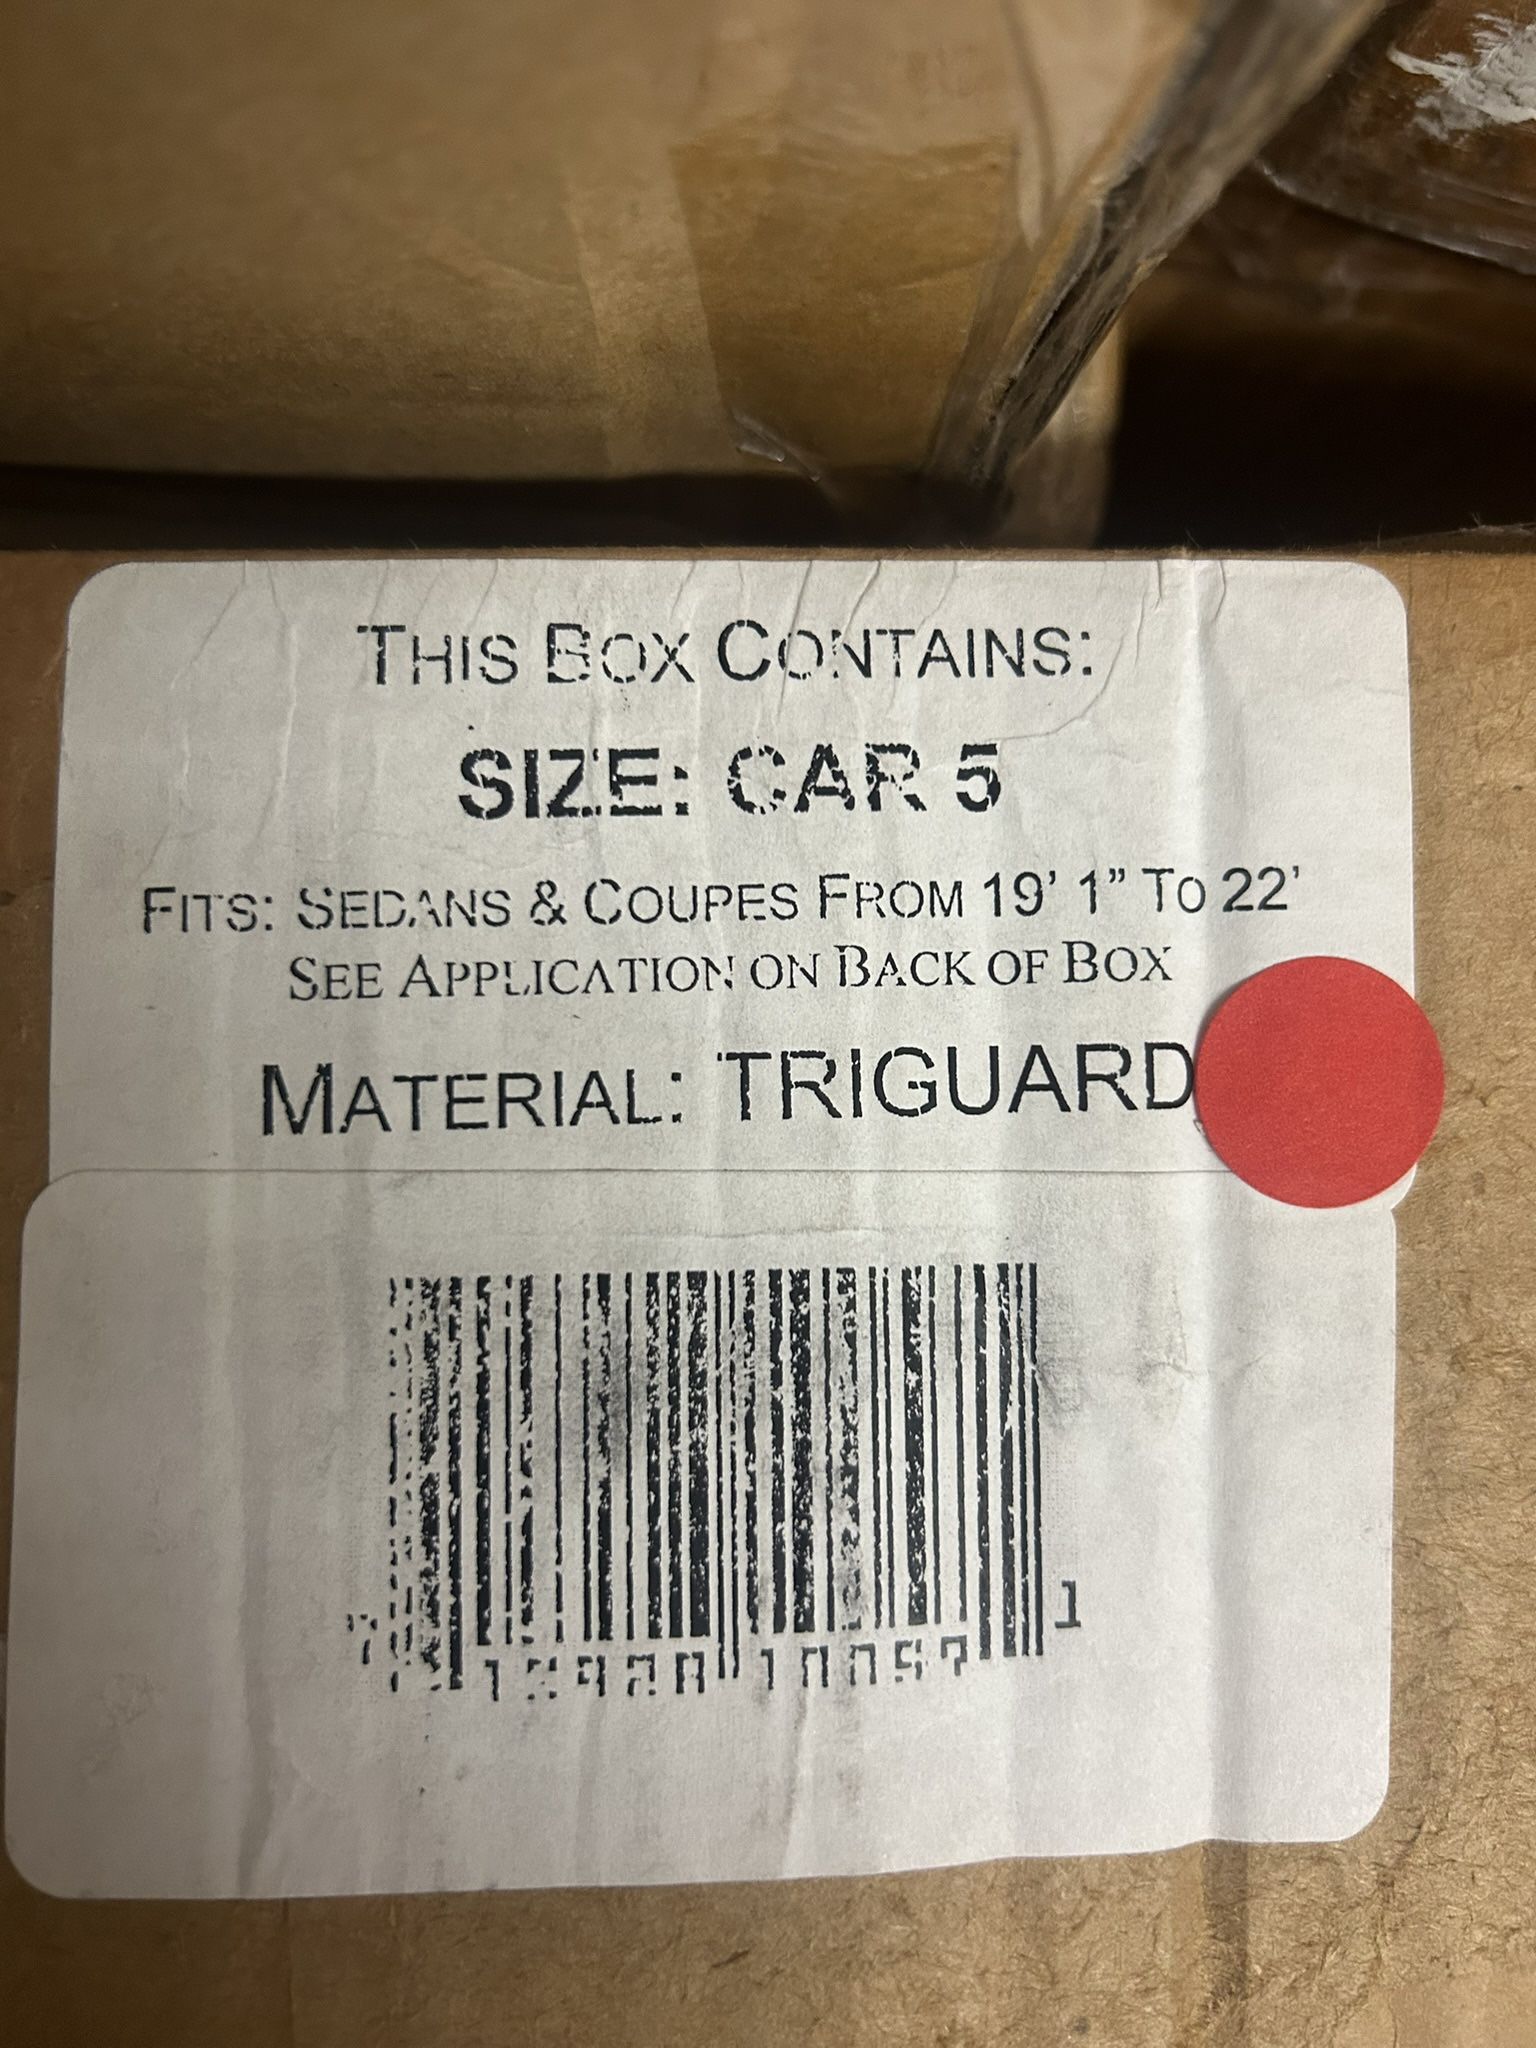 THIS BOX CONTAINS:
SIZE: CAR 5
FITS: SEDANS & COUPES FROM 19' 1" TO 22'
SEE APPLICATION ON BACK OF BOX
MATERIAL: TRIGUARD
1